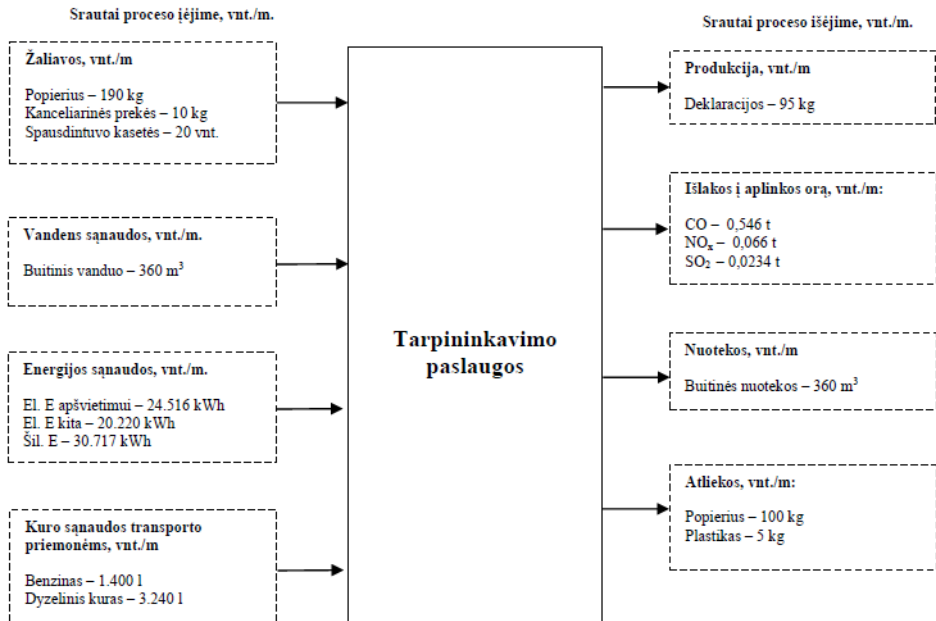 Srautai proceso įėjime, vnt./m.
Žaliavos, vnt./m
Popierius – 190 kg
Kanceliarinės prekės – 10 kg
Spausdintuvo kasetės – 20 vnt.
Vandens sąnaudos, vnt./m.
Buitinis vanduo – 360 m³
Energijos sąnaudos, vnt./m.
El. E apšvietimui – 24.516 kWh
El. E kita – 20.220 kWh
Šil. E – 30.717 kWh
Kuro sąnaudos transporto
priemonėms, vnt./m
Benzinas – 1.400 l
Dyzelinis kuras – 3.240 l
Tarpininkavimo
paslaugos
Srautai proceso išėjime, vnt./m.
Produkcija, vnt./m
Deklaracijos – 95 kg
Išlakos į aplinkos orą, vnt./m:
CO – 0,546 t
NOₓ – 0,066 t
SO₂ – 0,0234 t
Nuotekos, vnt./m
Buitinės nuotekos – 360 m³
Atliekos, vnt./m:
Popierius – 100 kg
Plastikas – 5 kg